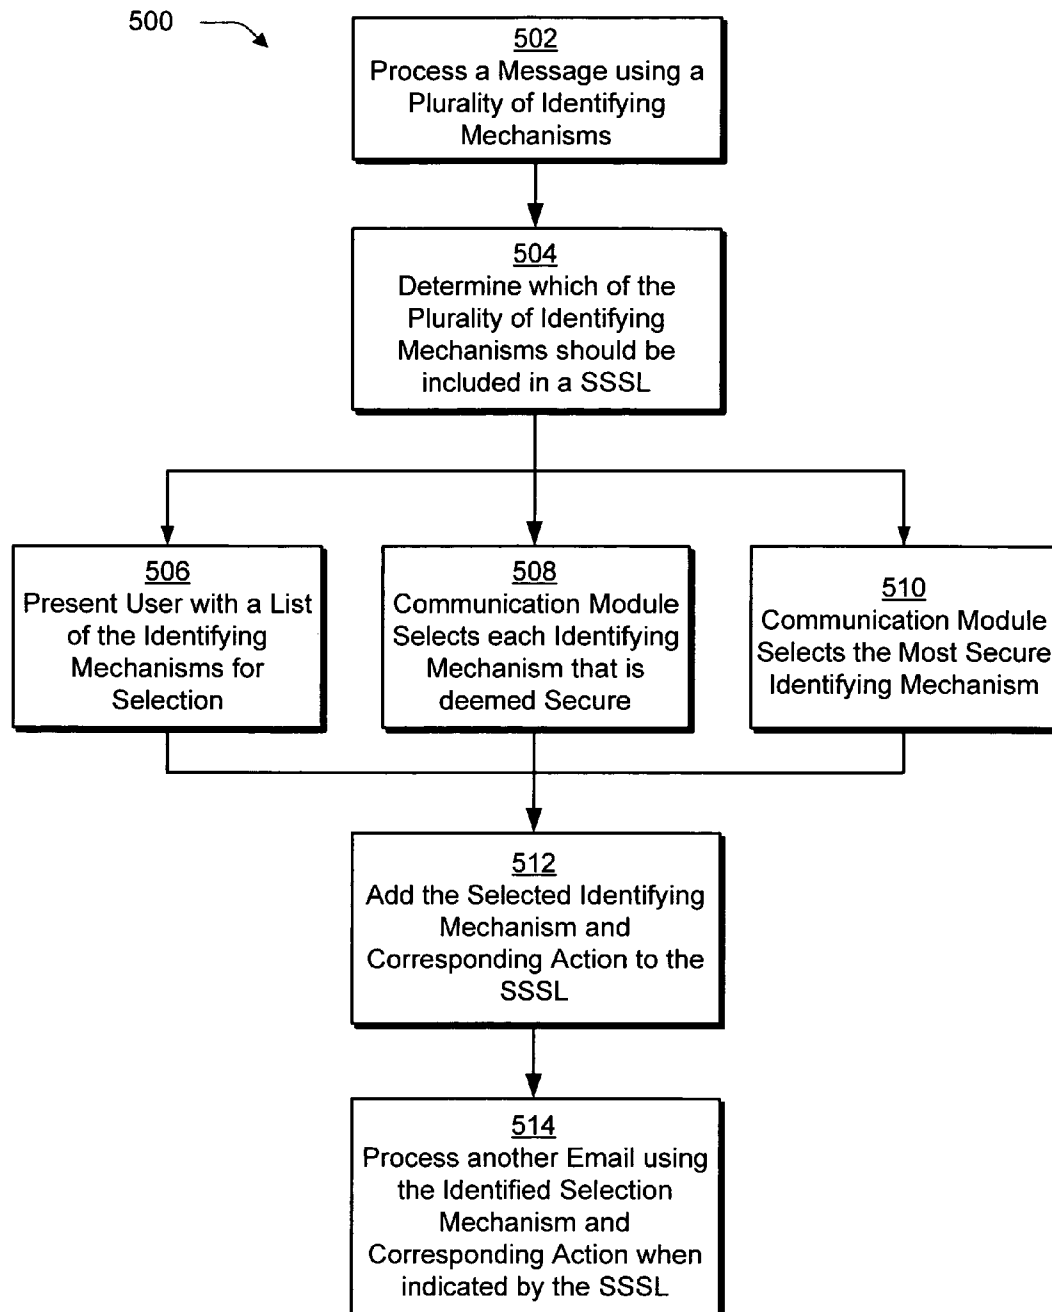 500
502
Process a Message using a
Plurality of Identifying
Mechanisms
504
Determine which of the
Plurality of Identifying
Mechanisms should be
included in a SSSL
506
Present User with a List
of the Identifying
Mechanisms for
Selection
508
Communication Module
Selects each Identifying
Mechanism that is
deemed Secure
510
Communication Module
Selects the Most Secure
Identifying Mechanism
512
Add the Selected Identifying
Mechanism and
Corresponding Action to the
SSSL
514
Process another Email using
the Identified Selection
Mechanism and
Corresponding Action when
indicated by the SSSL